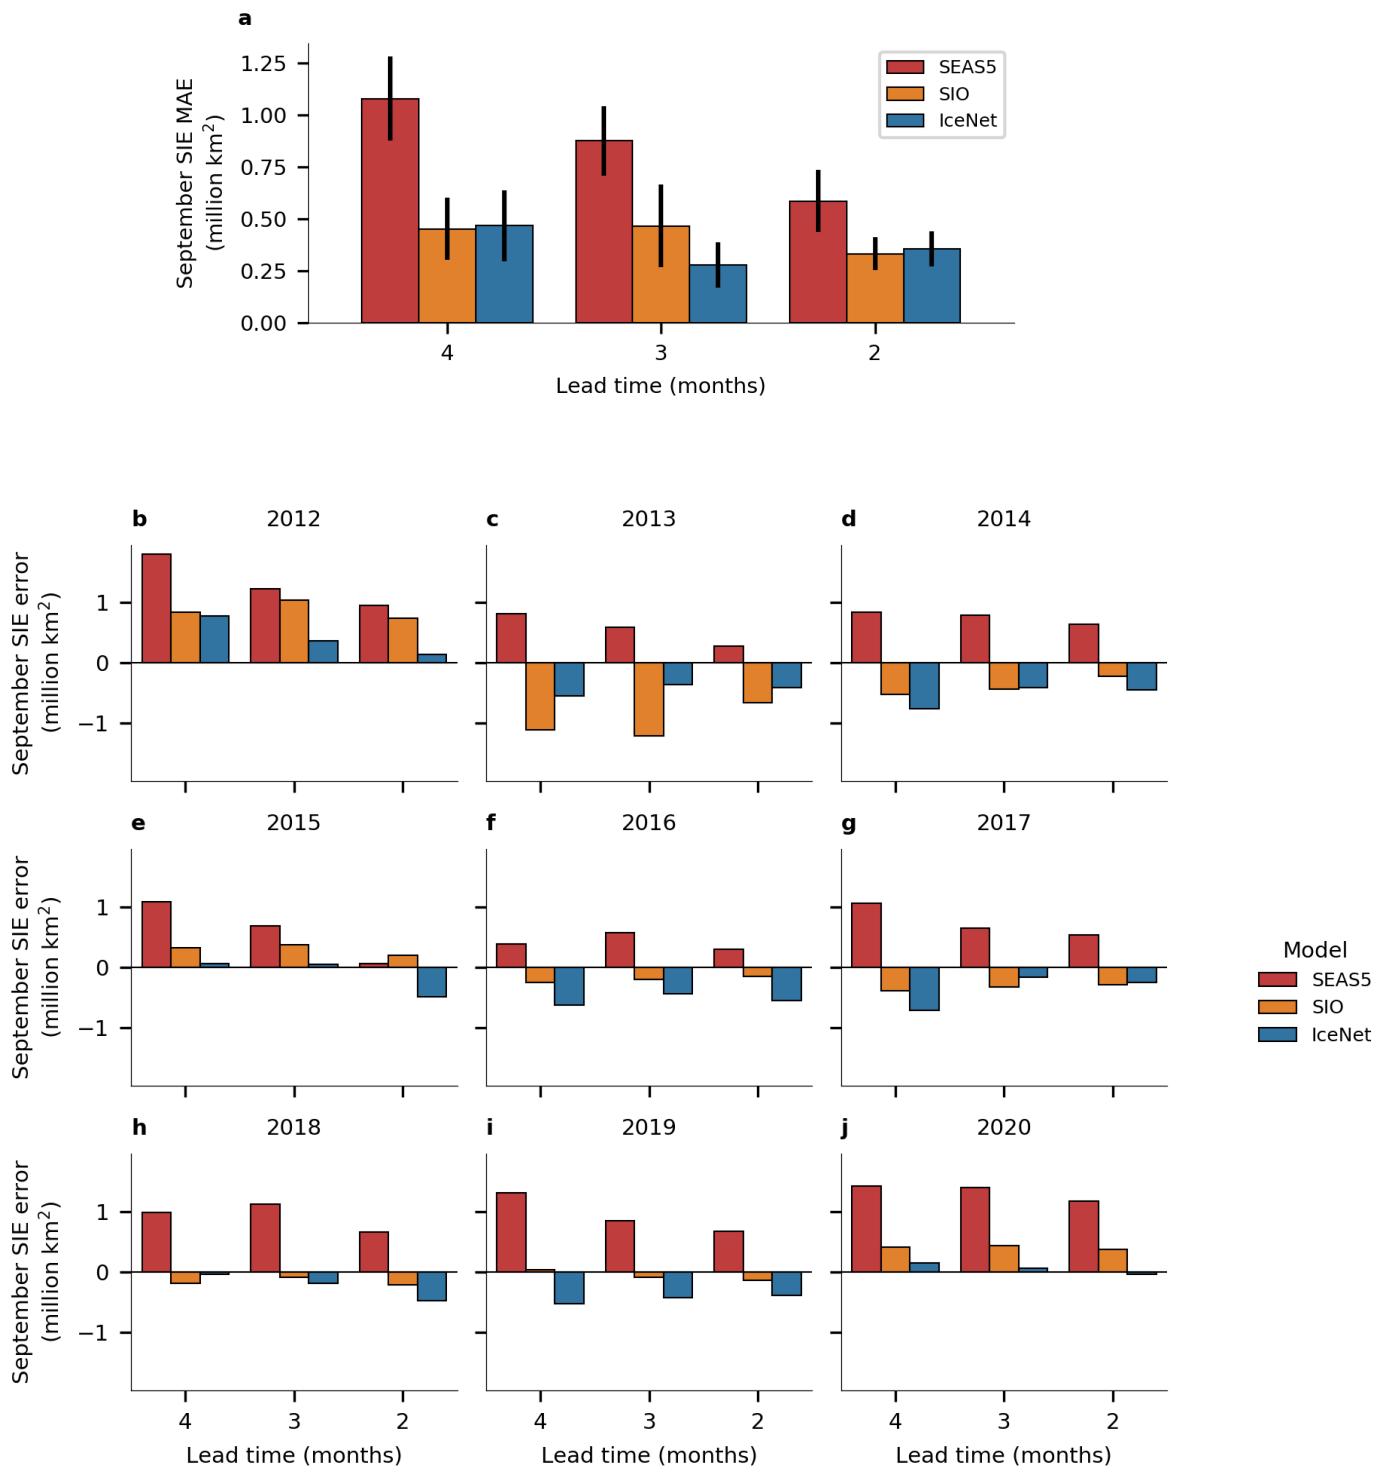 a
September SIE MAE
(million km²)
1.25
1.00
0.75
0.50
0.25
0.00
SEAS5
SIO
IceNet
4 3 2
Lead time (months)
b 2012
c 2013
d 2014
September SIE error
(million km²)
1
0
−1
e 2015
f 2016
g 2017
September SIE error
(million km²)
1
0
−1
Model
SEAS5
SIO
IceNet
h 2018
i 2019
j 2020
September SIE error
(million km²)
1
0
−1
4 3 2
4 3 2
4 3 2
Lead time (months)
Lead time (months)
Lead time (months)